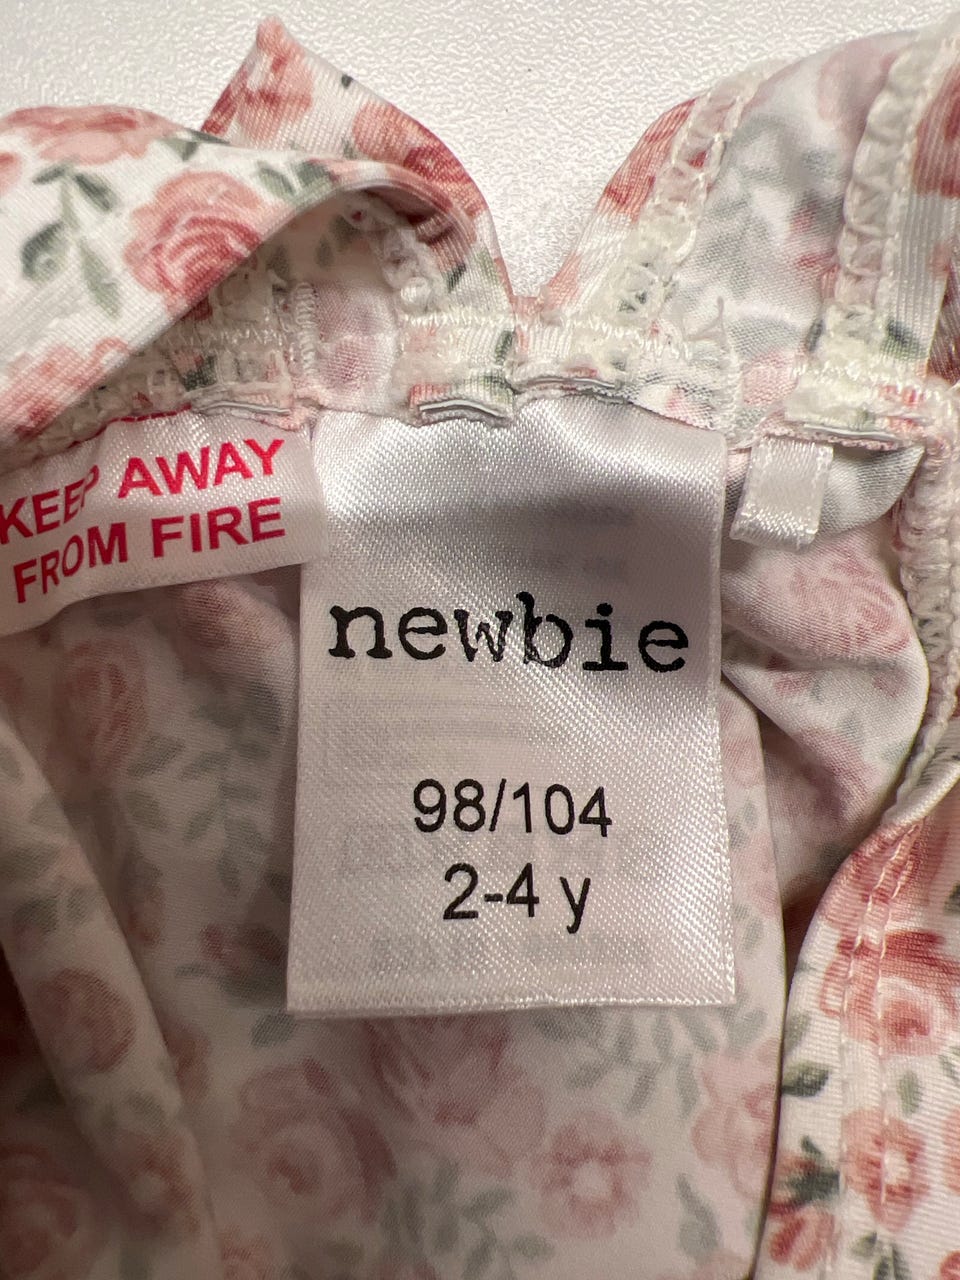 KEEP AWAY
FROM FIRE
newbie
98/104
2-4 y